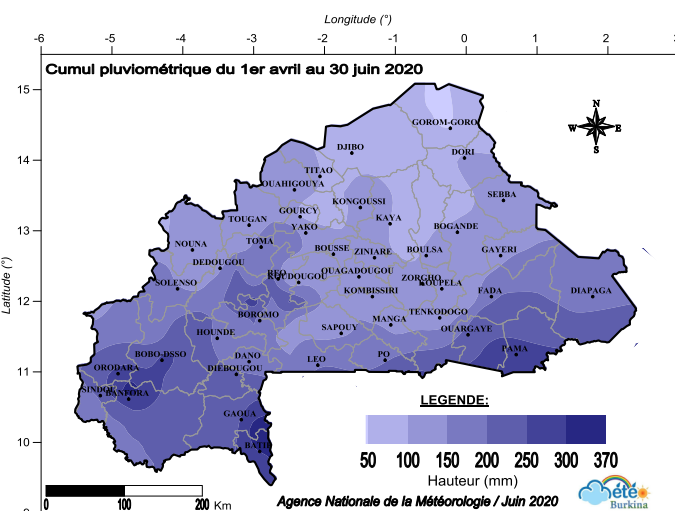 Longitude (°)
-6 -5 -4 -3 -2 -1 0 1 2
Cumul pluviométrique du 1er avril au 30 juin 2020
15
N
GOROM-GORO
W E
DJIBO
S
DORI
14
TITAO
OUAHIGOUYA
SEBBA
KONGOUSSI
GOURCY
KAYA
TOUGAN
13
YAKO
BOGANDE
TOMA
NOUNA
BOUSSE
ZINIARE
BOULSA
GAYERI
DEDOUGOU
Latitude (°)
REO
OUAGADOUGOU
KOUDOUGOU
ZORGHO
SOLENSO
KOUPELA
KOMBISSIRI
FADA
DIAPAGA
12
BOROMO
TENKODOGO
MANGA
SAPOUY
OUARGAYE
HOUNDE
PAMA
BOBO-DSSO
DANO
LEO
PO
ORODARA
DIEBOUGOU
11
SINDOU
BANFORA
LEGENDE:
GAOUA
10
BATIE
50 100 150 200 250 300 370
Hauteur (mm)
0 100 200
Km
Agence Nationale de la Météorologie / Juin 2020
météo
Burkina